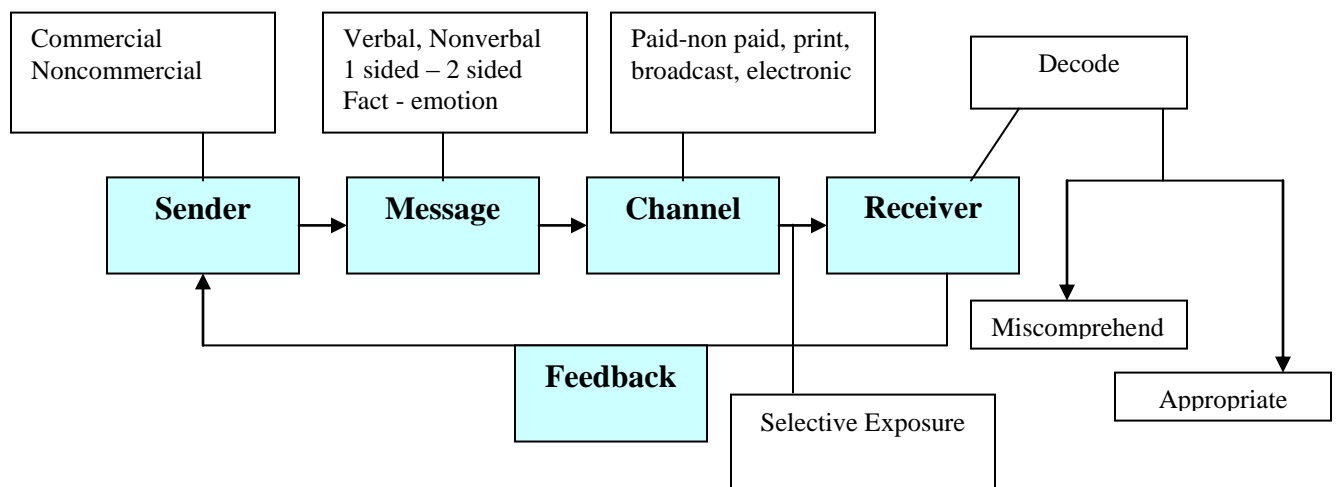 Commercial
Noncommercial
Verbal, Nonverbal
1 sided – 2 sided
Fact - emotion
Paid-non paid, print,
broadcast, electronic
Decode
Sender
Message
Channel
Receiver
Miscomprehend
Feedback
Appropriate
Selective Exposure